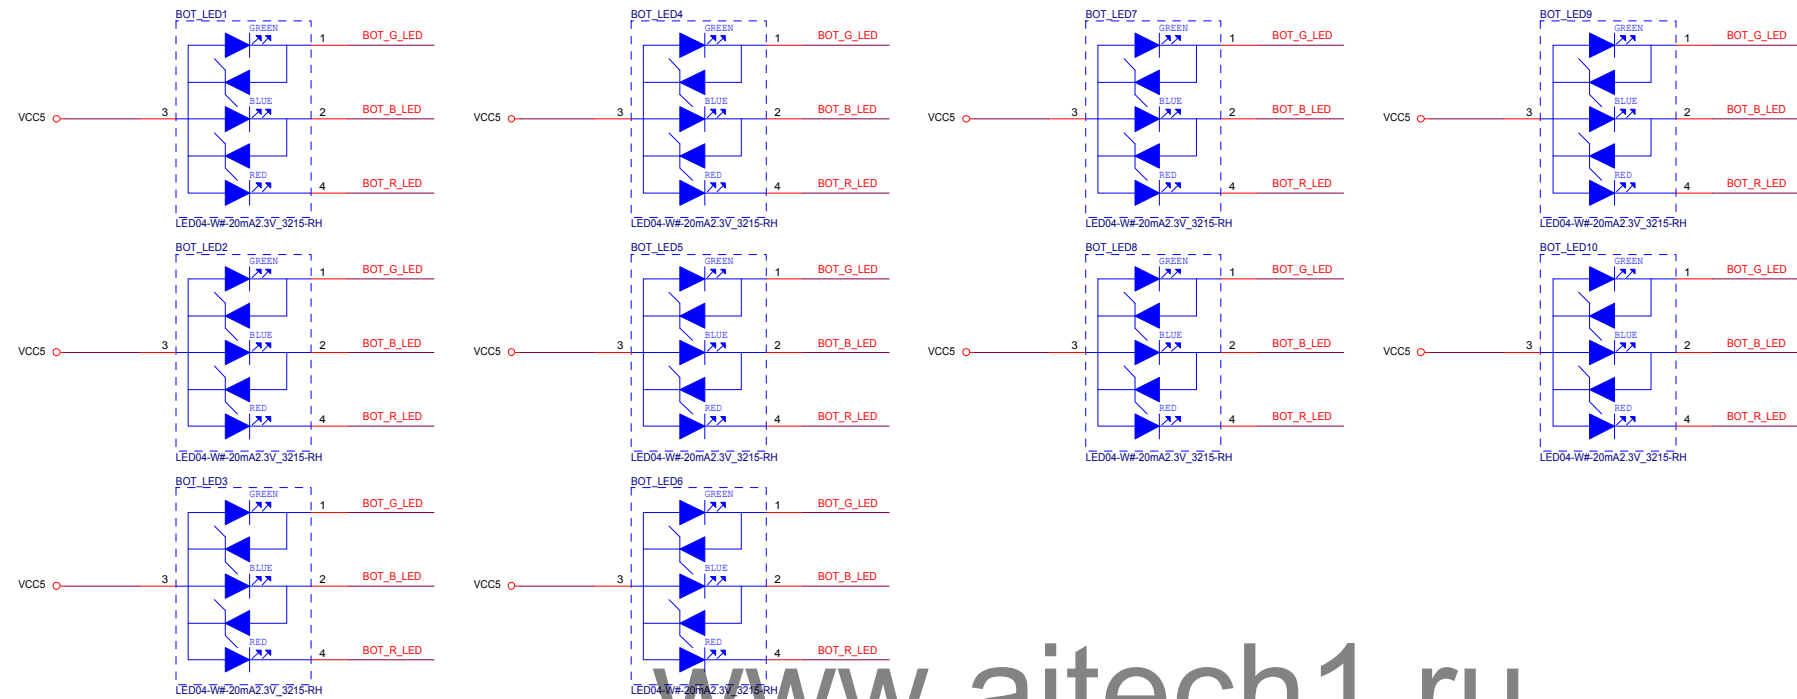 BOT_LED1
GREEN
1
BOT_G_LED
VCC5
3
BLUE
2
BOT_B_LED
RED
4
BOT_R_LED
LED04-W#-20mA2.3V_3215-RH
BOT_LED4
GREEN
1
BOT_G_LED
VCC5
3
BLUE
2
BOT_B_LED
RED
4
BOT_R_LED
LED04-W#-20mA2.3V_3215-RH
BOT_LED7
GREEN
1
BOT_G_LED
VCC5
3
BLUE
2
BOT_B_LED
RED
4
BOT_R_LED
LED04-W#-20mA2.3V_3215-RH
BOT_LED9
GREEN
1
BOT_G_LED
VCC5
3
BLUE
2
BOT_B_LED
RED
4
BOT_R_LED
LED04-W#-20mA2.3V_3215-RH
BOT_LED2
GREEN
1
BOT_G_LED
VCC5
3
BLUE
2
BOT_B_LED
RED
4
BOT_R_LED
LED04-W#-20mA2.3V_3215-RH
BOT_LED5
GREEN
1
BOT_G_LED
VCC5
3
BLUE
2
BOT_B_LED
RED
4
BOT_R_LED
LED04-W#-20mA2.3V_3215-RH
BOT_LED8
GREEN
1
BOT_G_LED
VCC5
3
BLUE
2
BOT_B_LED
RED
4
BOT_R_LED
LED04-W#-20mA2.3V_3215-RH
BOT_LED10
GREEN
1
BOT_G_LED
VCC5
3
BLUE
2
BOT_B_LED
RED
4
BOT_R_LED
LED04-W#-20mA2.3V_3215-RH
BOT_LED3
GREEN
1
BOT_G_LED
VCC5
3
BLUE
2
BOT_B_LED
RED
4
BOT_R_LED
LED04-W#-20mA2.3V_3215-RH
BOT_LED6
GREEN
1
BOT_G_LED
VCC5
3
BLUE
2
BOT_B_LED
RED
4
BOT_R_LED
LED04-W#-20mA2.3V_3215-RH
www.aitech1.ru